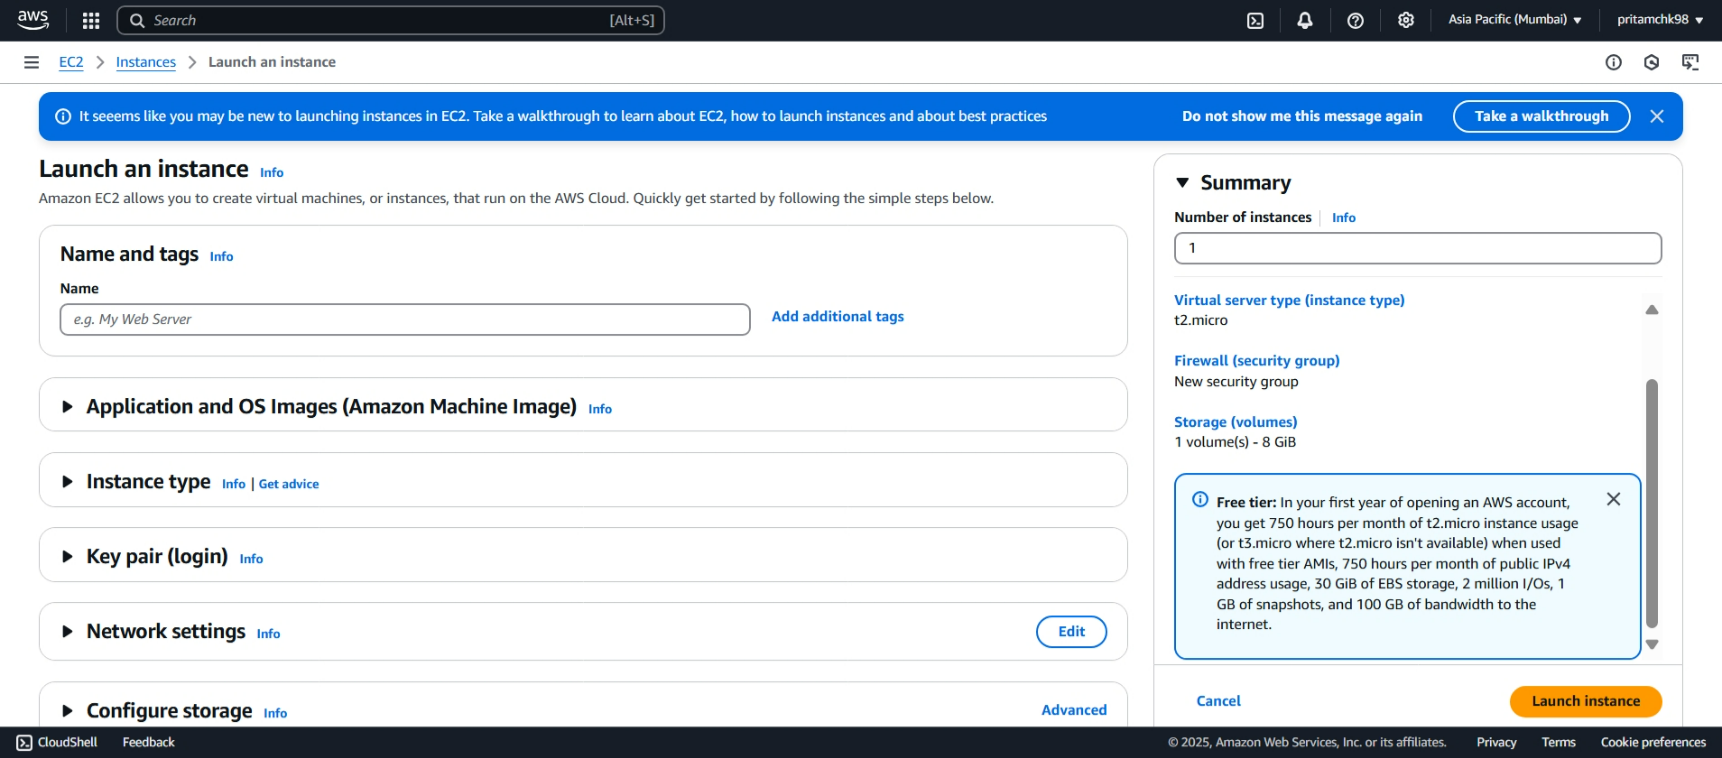 aws
Search [Alt+S]
Asia Pacific (Mumbai)
pritamchk98
EC2
Instances
Launch an instance
It seeems like you may be new to launching instances in EC2. Take a walkthrough to learn about EC2, how to launch instances and about best practices
Do not show me this message again
Take a walkthrough
Launch an instance Info
Amazon EC2 allows you to create virtual machines, or instances, that run on the AWS Cloud. Quickly get started by following the simple steps below.
Name and tags Info
Name
e.g. My Web Server
Add additional tags
Application and OS Images (Amazon Machine Image) Info
Instance type Info | Get advice
Key pair (login) Info
Network settings Info
Edit
Configure storage Info
Advanced
Summary
Number of instances Info
1
Virtual server type (instance type)
t2.micro
Firewall (security group)
New security group
Storage (volumes)
1 volume(s) - 8 GiB
Free tier: In your first year of opening an AWS account,
you get 750 hours per month of t2.micro instance usage
(or t3.micro where t2.micro isn't available) when used
with free tier AMIs, 750 hours per month of public IPv4
address usage, 30 GiB of EBS storage, 2 million I/Os, 1
GB of snapshots, and 100 GB of bandwidth to the
internet.
Cancel
Launch instance
CloudShell
Feedback
© 2025, Amazon Web Services, Inc. or its affiliates.
Privacy
Terms
Cookie preferences